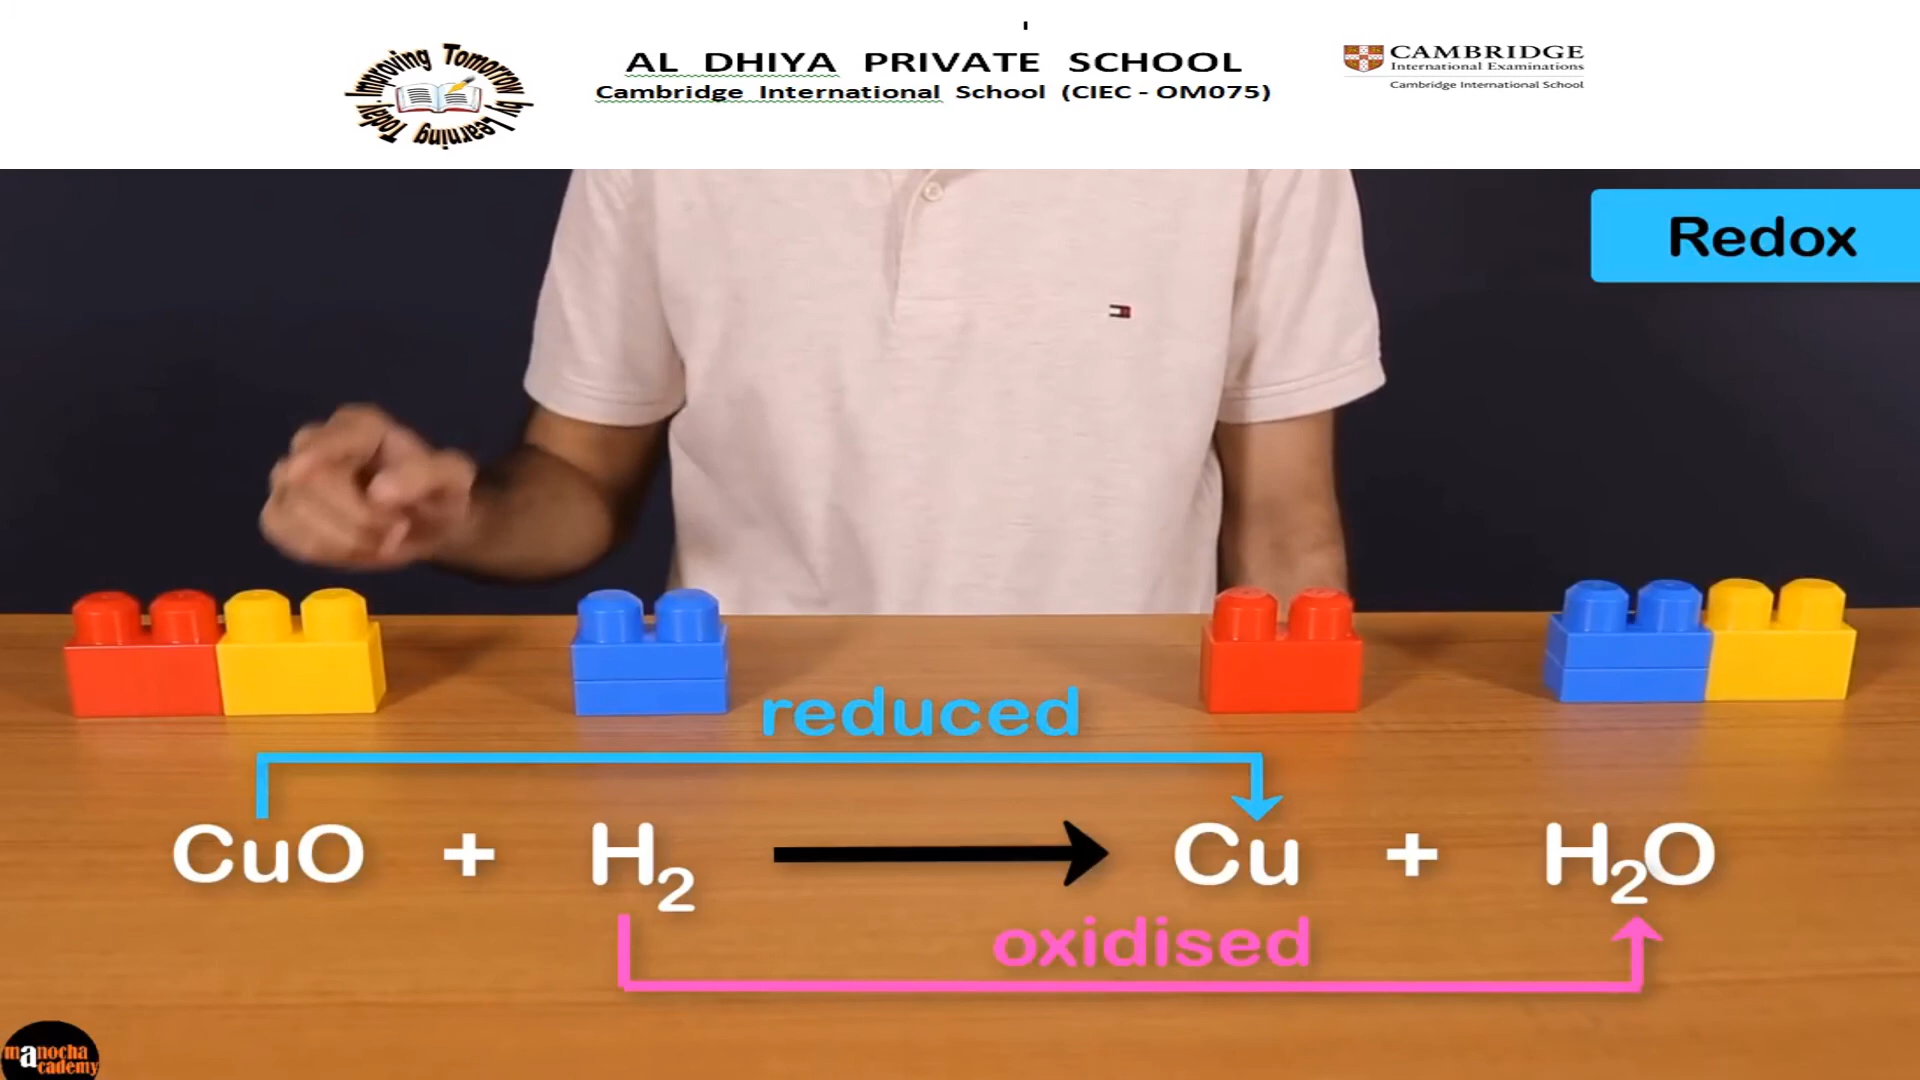 Improving Tomorrow by Learning Today.
AL DHIYA PRIVATE SCHOOL
Cambridge International School (CIEC - OM075)
CAMBRIDGE
International Examinations
Cambridge International School
Redox
reduced
CuO + H₂ → Cu + H₂O
oxidised
manocha
academy